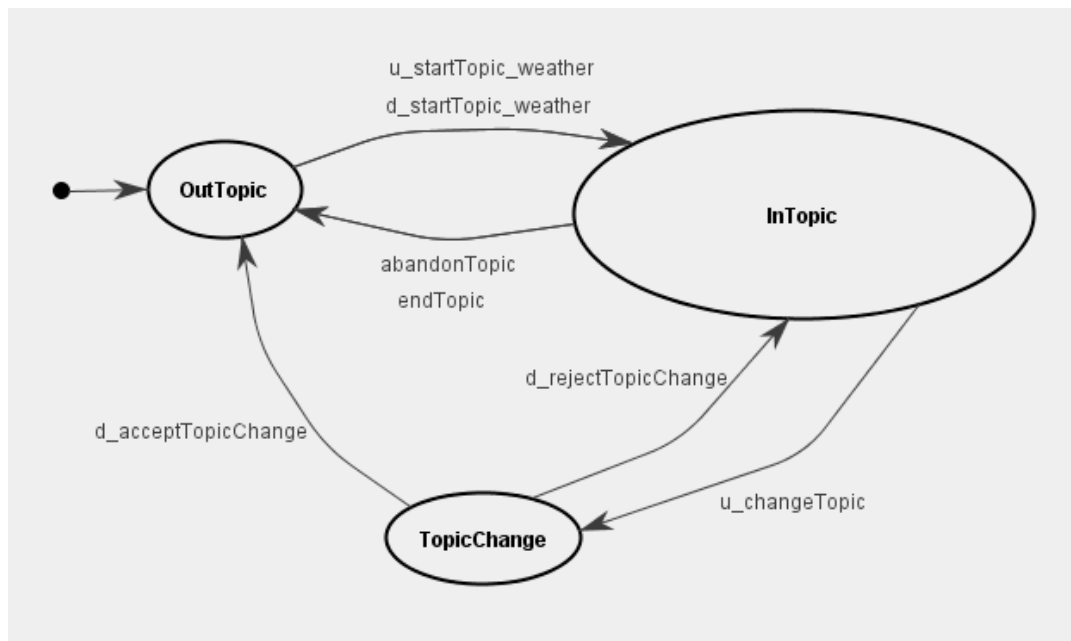 u_startTopic_weather
d_startTopic_weather
OutTopic
InTopic
abandonTopic
endTopic
d_rejectTopicChange
d_acceptTopicChange
u_changeTopic
TopicChange